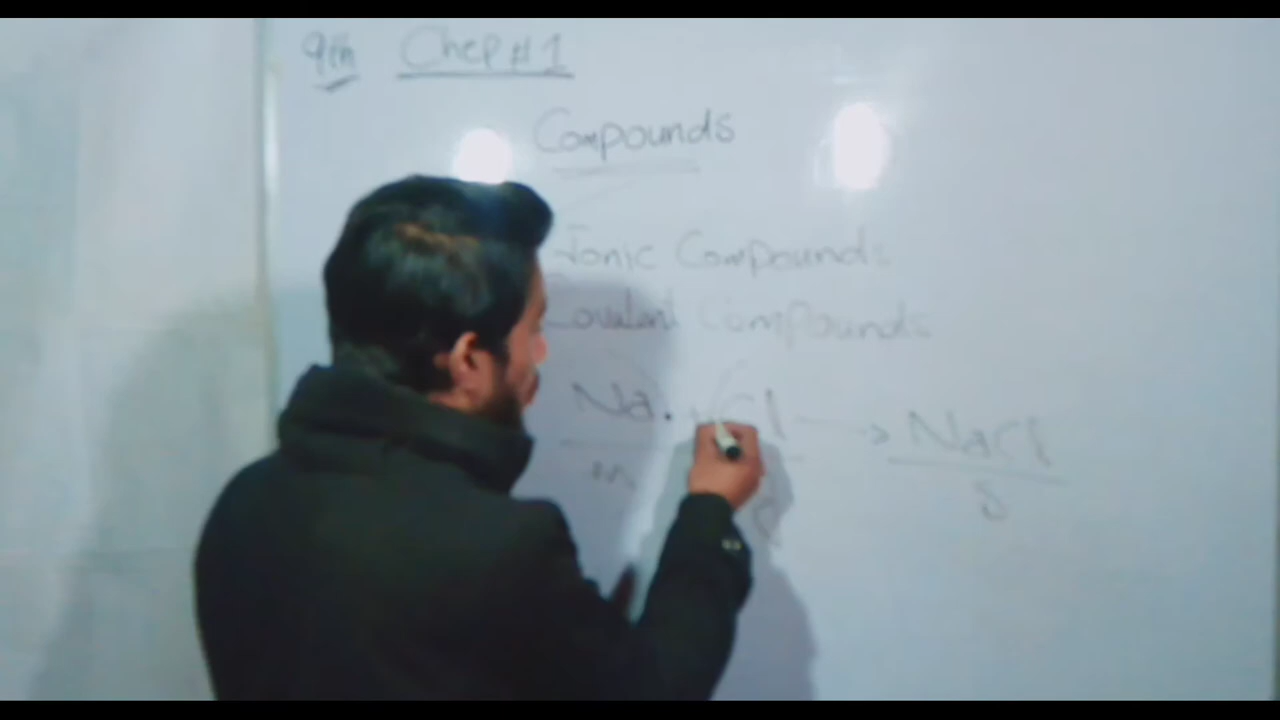 9th Chep # 1
Compounds
Ionic Compounds
Covalent Compounds
Na. Cl → NaCl